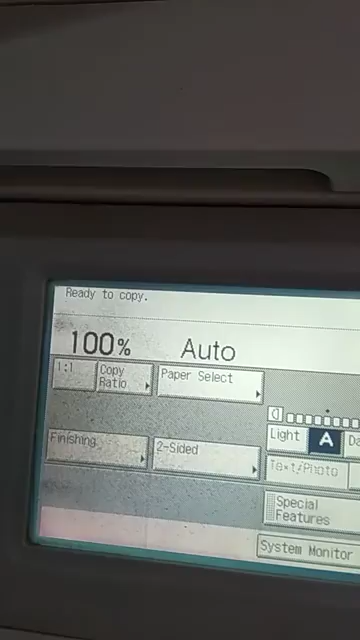 Ready to copy.
100% Auto
1:1
Copy
Ratio
Paper Select
Light A
Finishing
2-Sided
Text/Photo
Special
Features
System Monitor